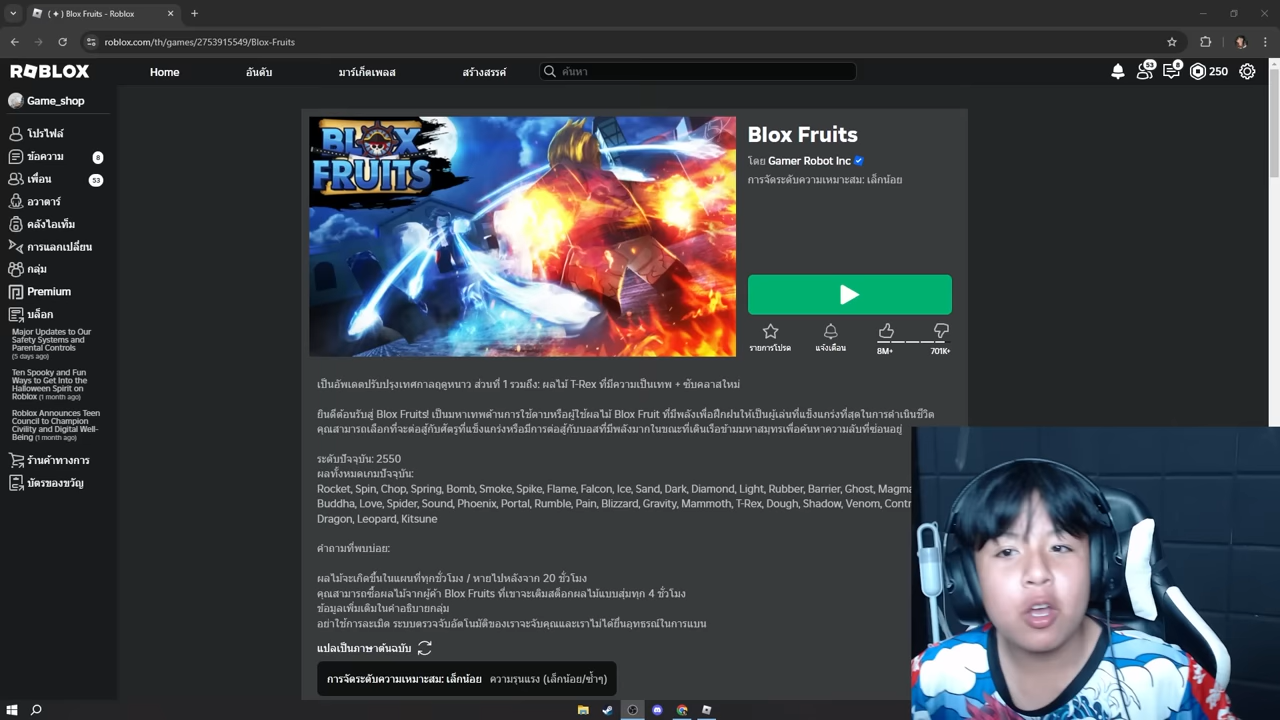 ( ✦ ) Blox Fruits - Roblox
roblox.com/th/games/2753915549/Blox-Fruits
ROBLOX
Home
อันดับ
มาร์เก็ตเพลส
สร้างสรรค์
ค้นหา
53
8
250
Game_shop
โปรไฟล์
ข้อความ
8
เพื่อน
53
อวาตาร์
คลังไอเท็ม
การแลกเปลี่ยน
กลุ่ม
Premium
บล็อก
Major Updates to Our
Safety Systems and
Parental Controls
(5 days ago)
Ten Spooky and Fun
Ways to Get Into the
Halloween Spirit on
Roblox (1 month ago)
Roblox Announces Teen
Council to Champion
Civility and Digital Well-
Being (1 month ago)
ร้านค้าทางการ
บัตรของขวัญ
BLOX
FRUITS
Blox Fruits
โดย Gamer Robot Inc
การจัดระดับความเหมาะสม: เล็กน้อย
รายการโปรด
แจ้งเตือน
8M+
701K+
เป็นอัพเดตปรับปรุงเทศกาลฤดูหนาว ส่วนที่ 1 รวมถึง: ผลไม้ T-Rex ที่มีความเป็นเทพ + ซับคลาสใหม่
ยินดีต้อนรับสู่ Blox Fruits! เป็นมหาเทพด้านการใช้ดาบหรือผู้ใช้ผลไม้ Blox Fruit ที่มีพลังเพื่อฝึกฝนให้เป็นผู้เล่นที่แข็งแกร่งที่สุดในการดำเนินชีวิต
คุณสามารถเลือกที่จะต่อสู้กับศัตรูที่แข็งแกร่งหรือมีการต่อสู้กับบอสที่มีพลังมากในขณะที่เดินเรือข้ามมหาสมุทรเพื่อค้นหาความลับที่ซ่อนอยู่
ระดับปัจจุบัน: 2550
ผลทั้งหมดเกมปัจจุบัน:
Rocket, Spin, Chop, Spring, Bomb, Smoke, Spike, Flame, Falcon, Ice, Sand, Dark, Diamond, Light, Rubber, Barrier, Ghost, Magma
Buddha, Love, Spider, Sound, Phoenix, Portal, Rumble, Pain, Blizzard, Gravity, Mammoth, T-Rex, Dough, Shadow, Venom, Contr
Dragon, Leopard, Kitsune
คำถามที่พบบ่อย:
ผลไม้จะเกิดขึ้นในแผนที่ทุกชั่วโมง / หายไปหลังจาก 20 ชั่วโมง
คุณสามารถซื้อผลไม้จากผู้ค้า Blox Fruits ที่เขาจะเติมสต็อกผลไม้แบบสุ่มทุก 4 ชั่วโมง
ข้อมูลเพิ่มเติมในคำอธิบายกลุ่ม
อย่าใช้การละเมิด ระบบตรวจจับอัตโนมัติของเราจะจับคุณและเราไม่ได้ยื่นอุทธรณ์ในการแบน
แปลเป็นภาษาต้นฉบับ
การจัดระดับความเหมาะสม: เล็กน้อย ความรุนแรง (เล็กน้อย/ซ้ำๆ)